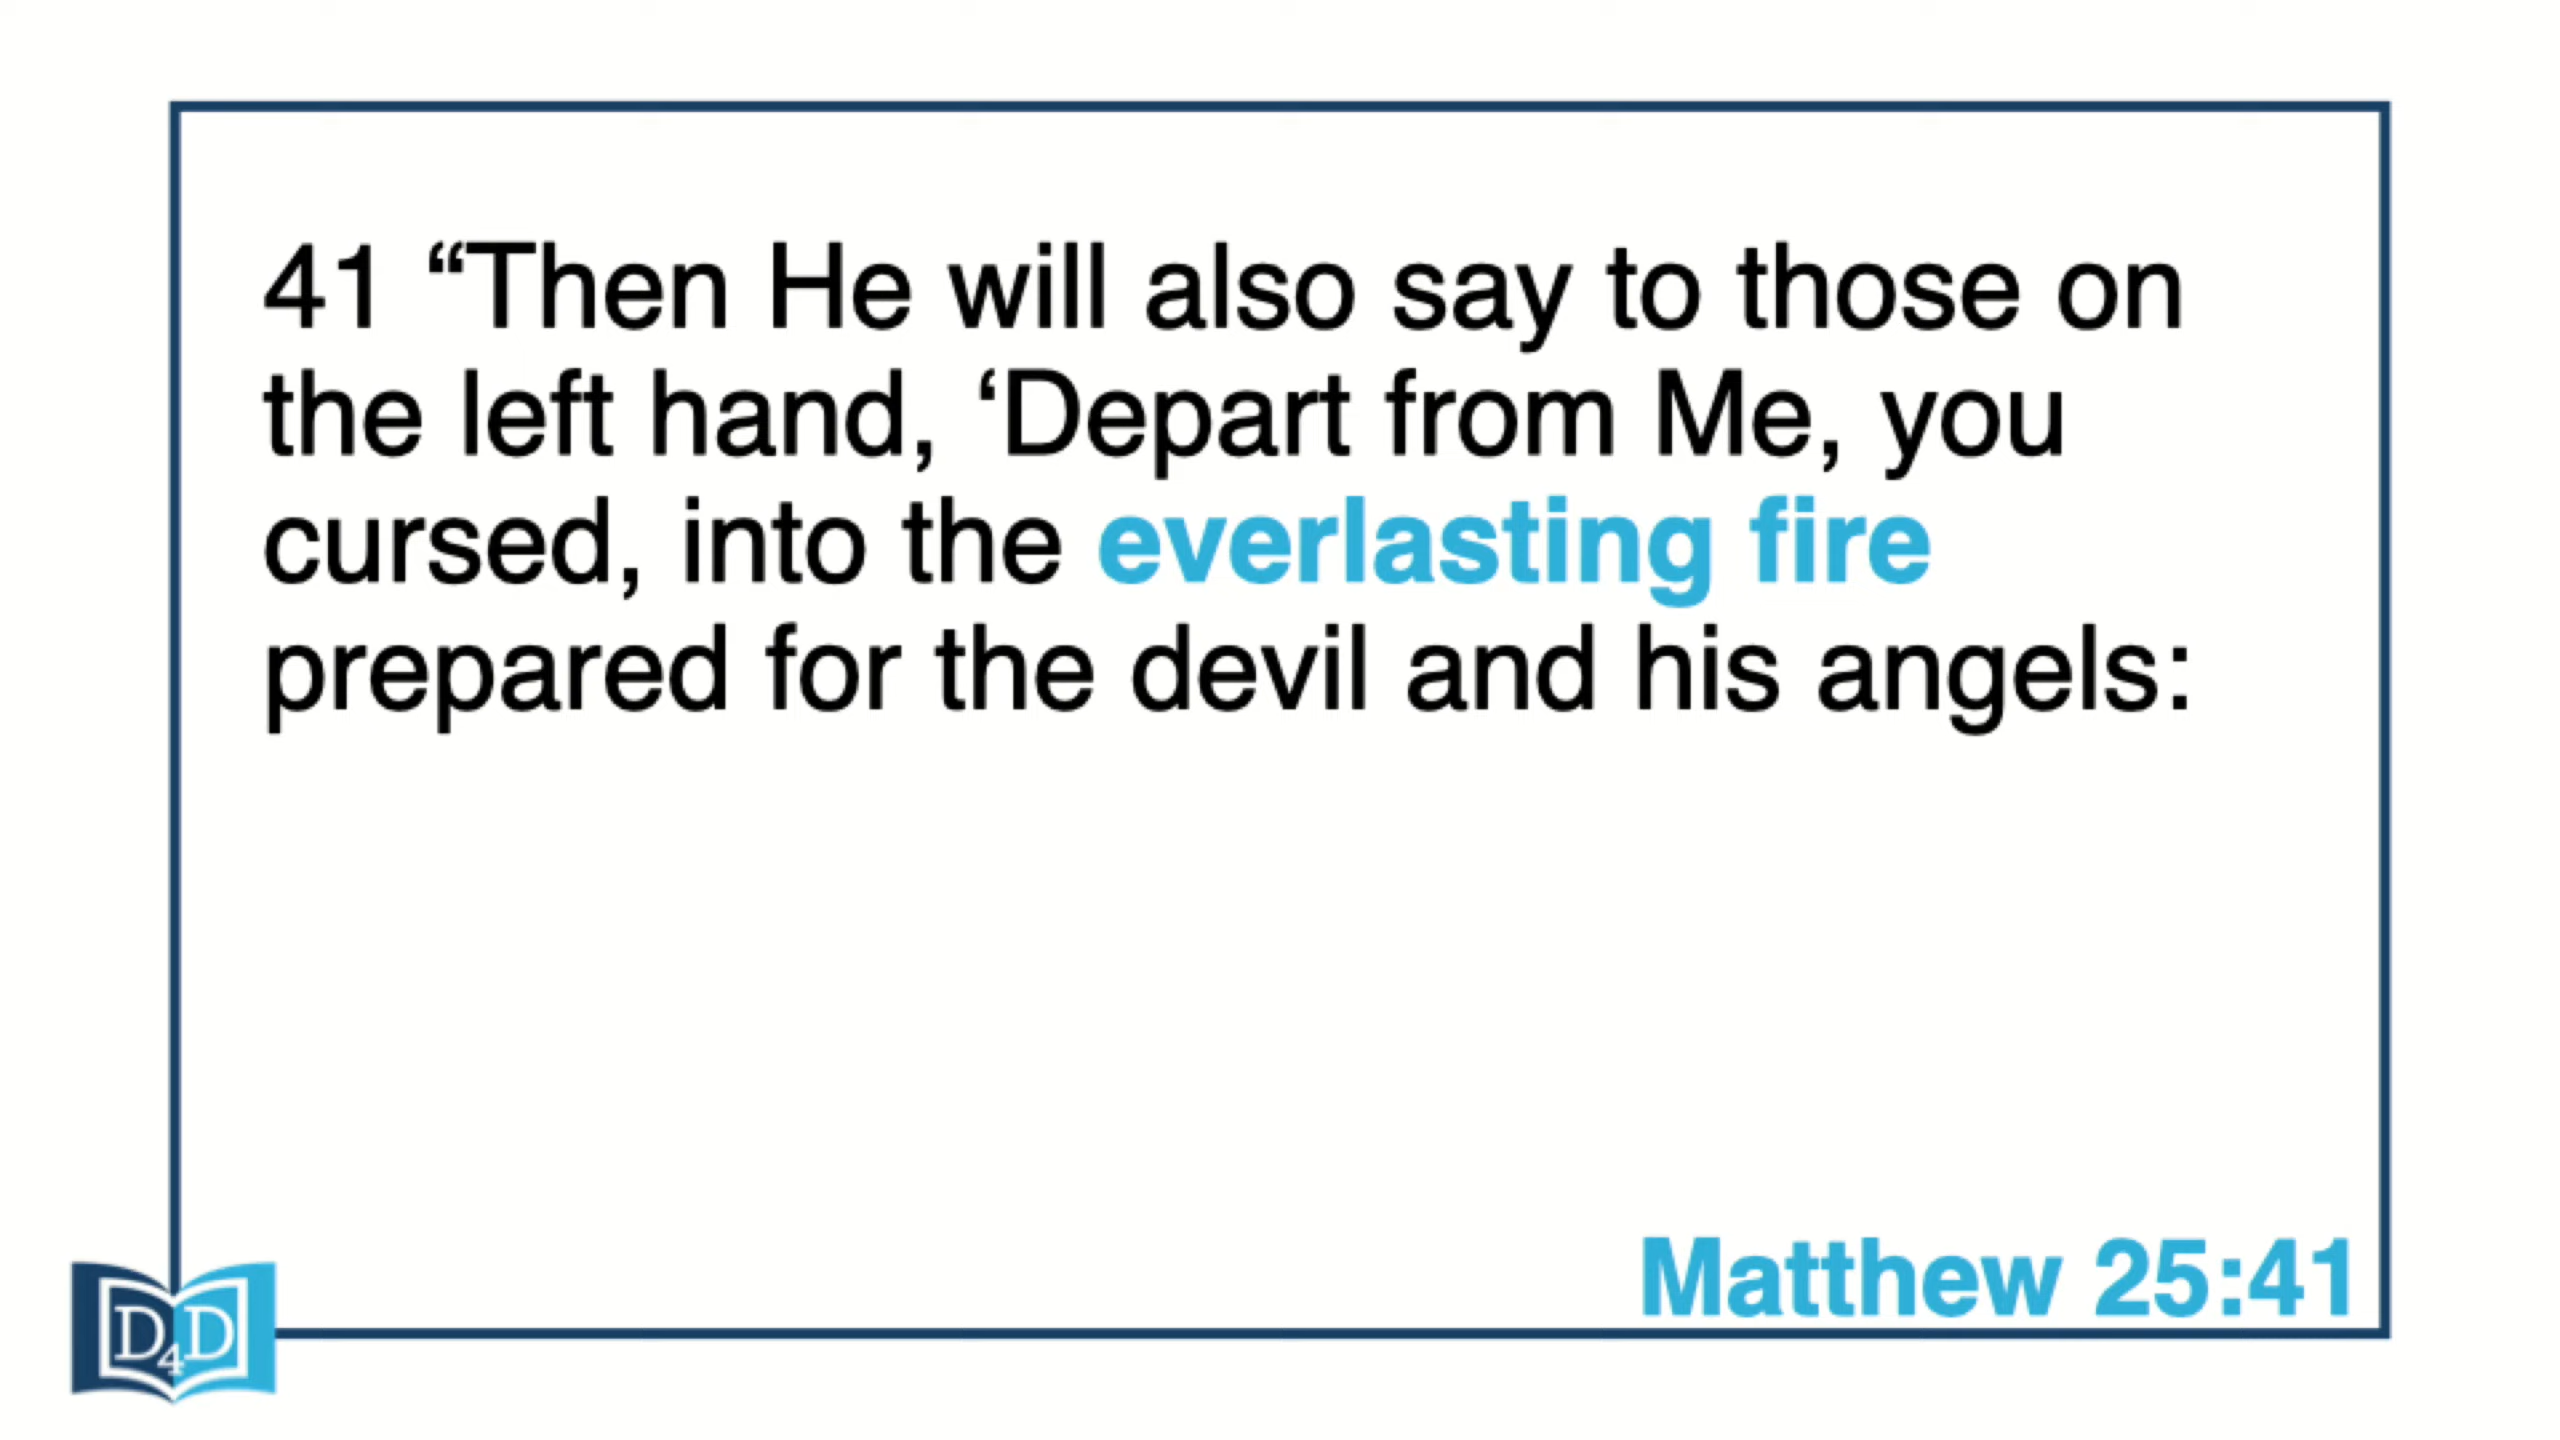 41 “Then He will also say to those on
the left hand, ‘Depart from Me, you
cursed, into the everlasting fire
prepared for the devil and his angels:
Matthew 25:41
D4D